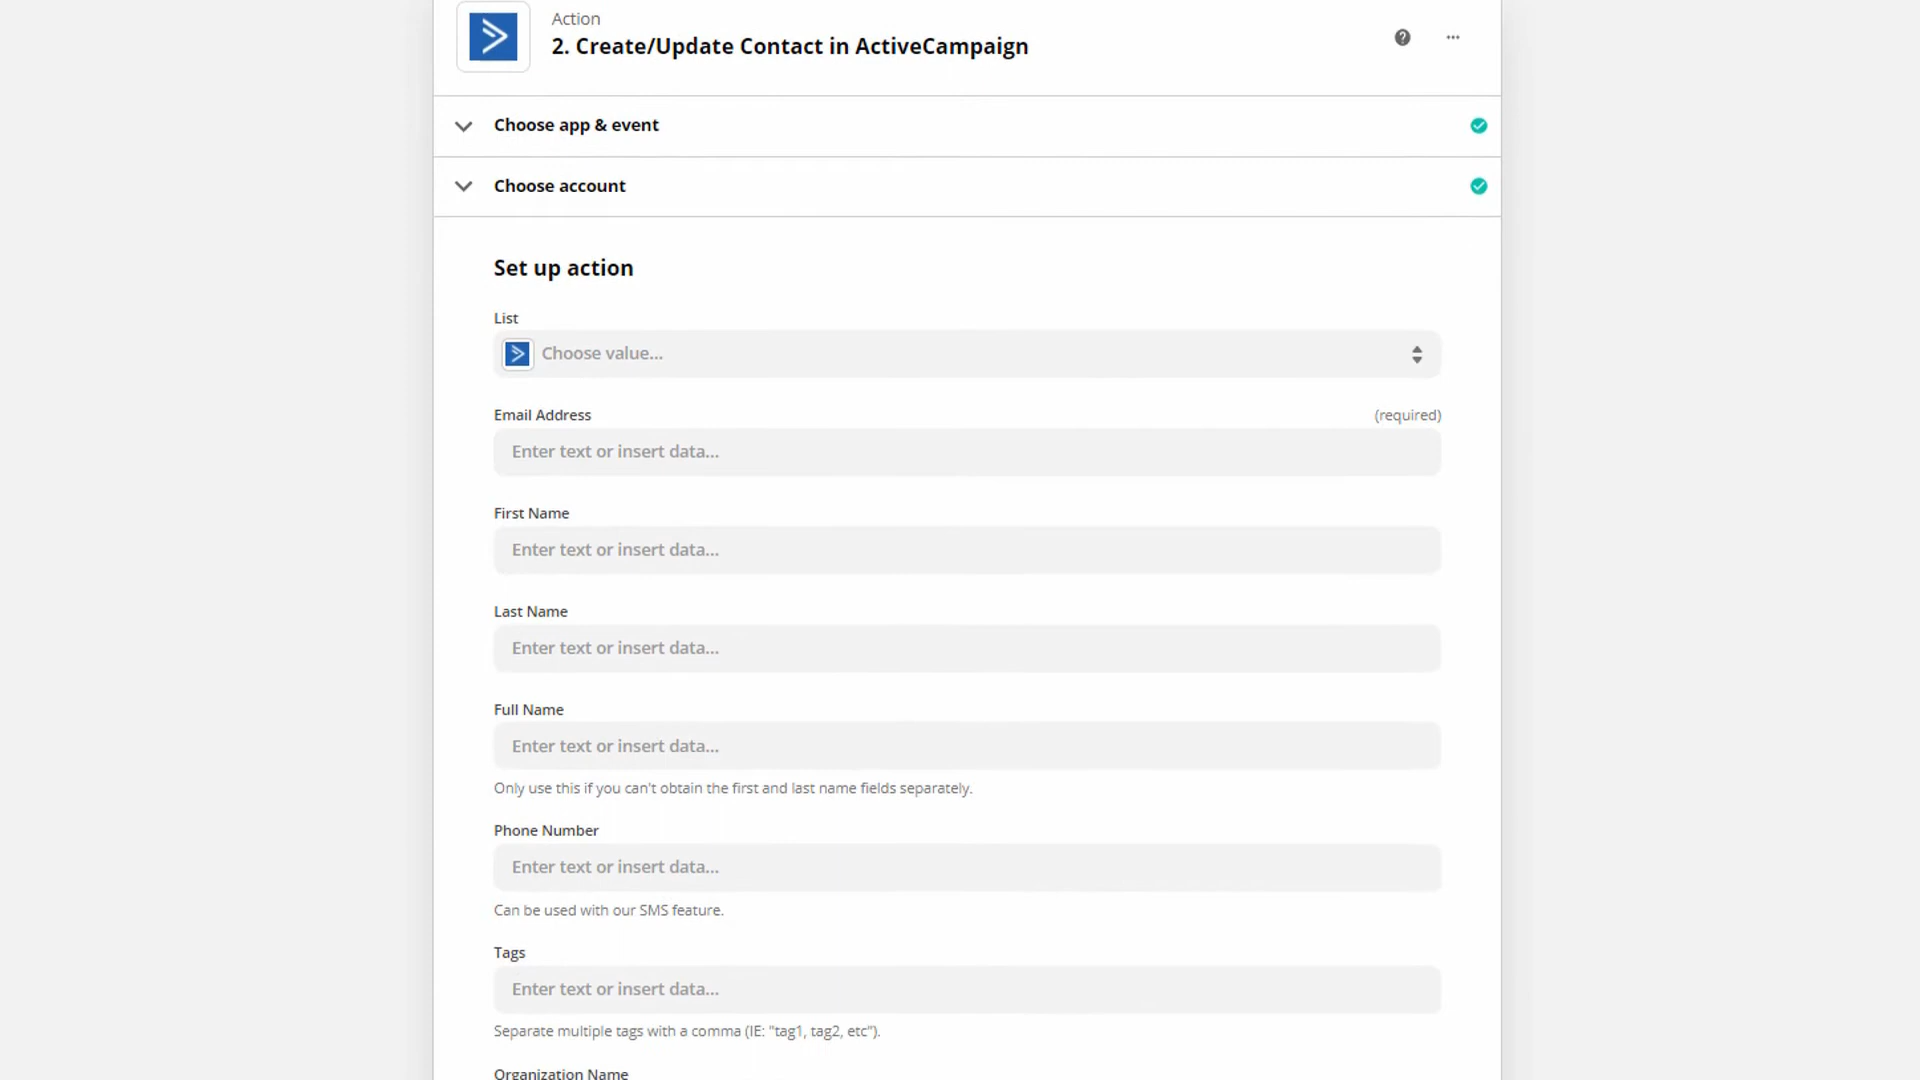 Action
2. Create/Update Contact in ActiveCampaign
Choose app & event
Choose account
Set up action
List
Choose value...
Email Address (required)
Enter text or insert data...
First Name
Enter text or insert data...
Last Name
Enter text or insert data...
Full Name
Enter text or insert data...
Only use this if you can't obtain the first and last name fields separately.
Phone Number
Enter text or insert data...
Can be used with our SMS feature.
Tags
Enter text or insert data...
Separate multiple tags with a comma (IE: "tag1, tag2, etc").
Organization Name